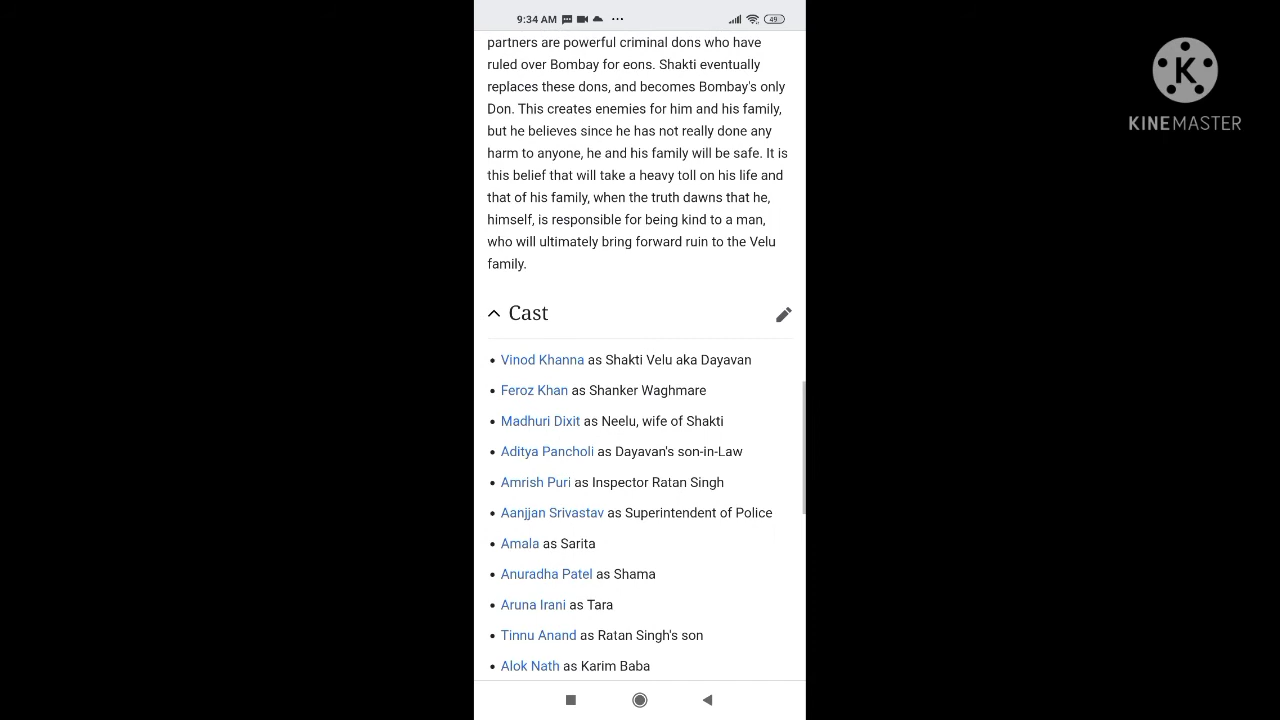 9:34 AM
49
partners are powerful criminal dons who have
ruled over Bombay for eons. Shakti eventually
replaces these dons, and becomes Bombay's only
Don. This creates enemies for him and his family,
but he believes since he has not really done any
harm to anyone, he and his family will be safe. It is
this belief that will take a heavy toll on his life and
that of his family, when the truth dawns that he,
himself, is responsible for being kind to a man,
who will ultimately bring forward ruin to the Velu
family.
Cast
• Vinod Khanna as Shakti Velu aka Dayavan
• Feroz Khan as Shanker Waghmare
• Madhuri Dixit as Neelu, wife of Shakti
• Aditya Pancholi as Dayavan's son-in-Law
• Amrish Puri as Inspector Ratan Singh
• Aanjjan Srivastav as Superintendent of Police
• Amala as Sarita
• Anuradha Patel as Shama
• Aruna Irani as Tara
• Tinnu Anand as Ratan Singh's son
• Alok Nath as Karim Baba
K
KINEMASTER